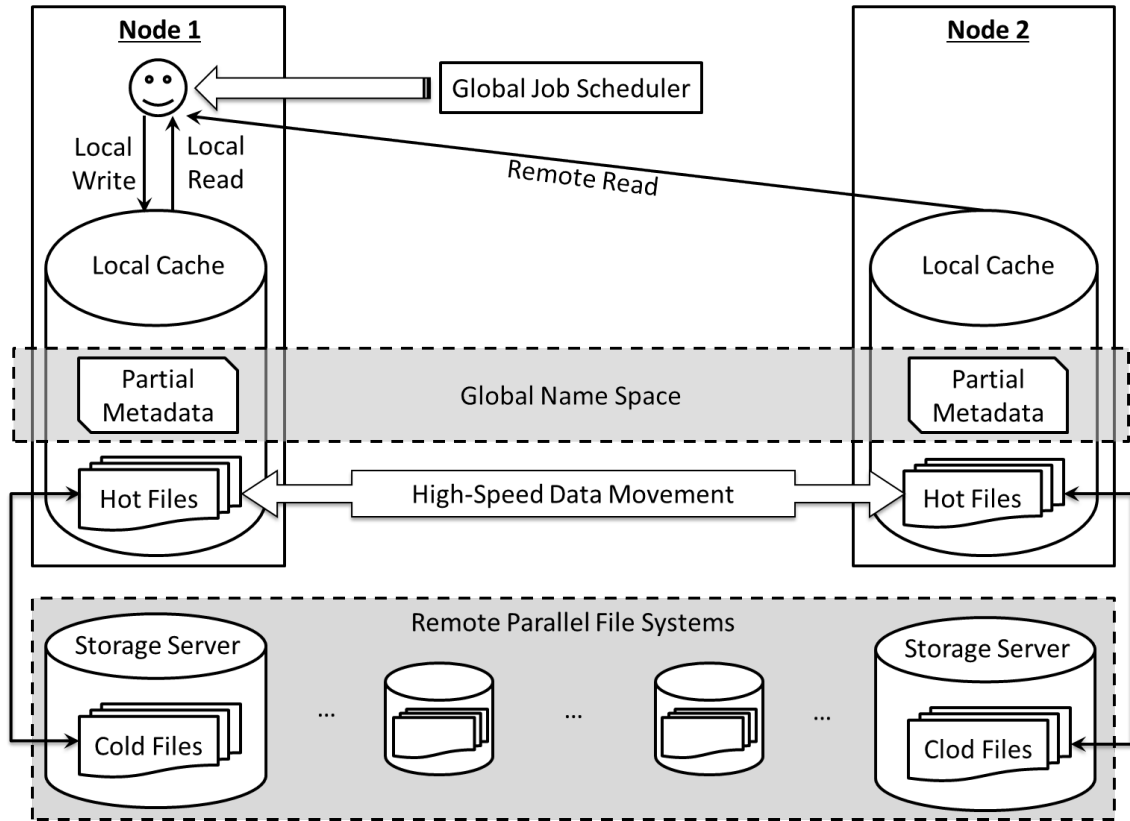 Node 1
Node 2
Global Job Scheduler
Local
Write
Local
Read
Remote Read
Local Cache
Local Cache
Partial
Metadata
Global Name Space
Partial
Metadata
Hot Files
High-Speed Data Movement
Hot Files
Remote Parallel File Systems
Storage Server
Storage Server
...
...
...
Cold Files
Clod Files